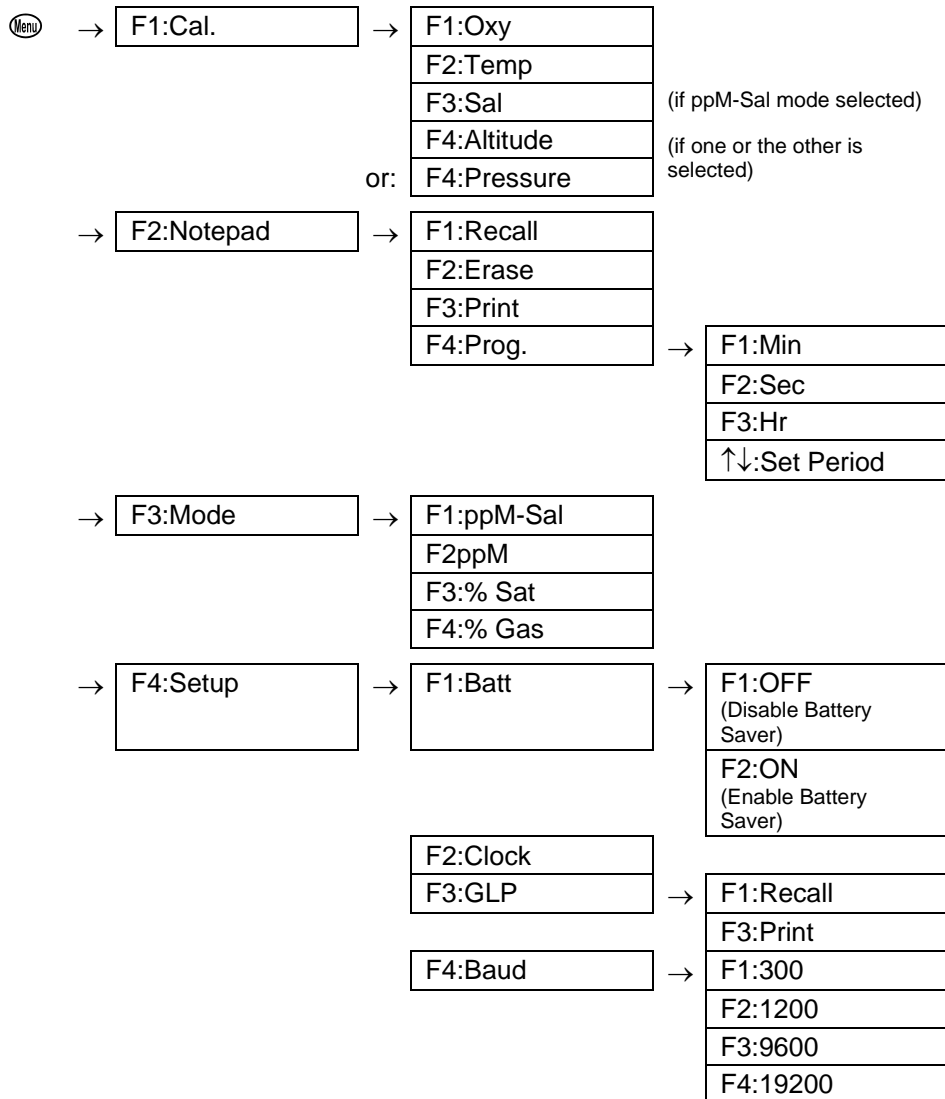 Menu → F1:Cal. → F1:Oxy
F2:Temp
F3:Sal (if ppM-Sal mode selected)
F4:Altitude (if one or the other is
selected)
or: F4:Pressure
→ F2:Notepad → F1:Recall
F2:Erase
F3:Print
F4:Prog. → F1:Min
F2:Sec
F3:Hr
↑↓:Set Period
→ F3:Mode → F1:ppM-Sal
F2ppM
F3:% Sat
F4:% Gas
→ F4:Setup → F1:Batt → F1:OFF
(Disable Battery
Saver)
F2:ON
(Enable Battery
Saver)
F2:Clock
F3:GLP → F1:Recall
F3:Print
F4:Baud → F1:300
F2:1200
F3:9600
F4:19200